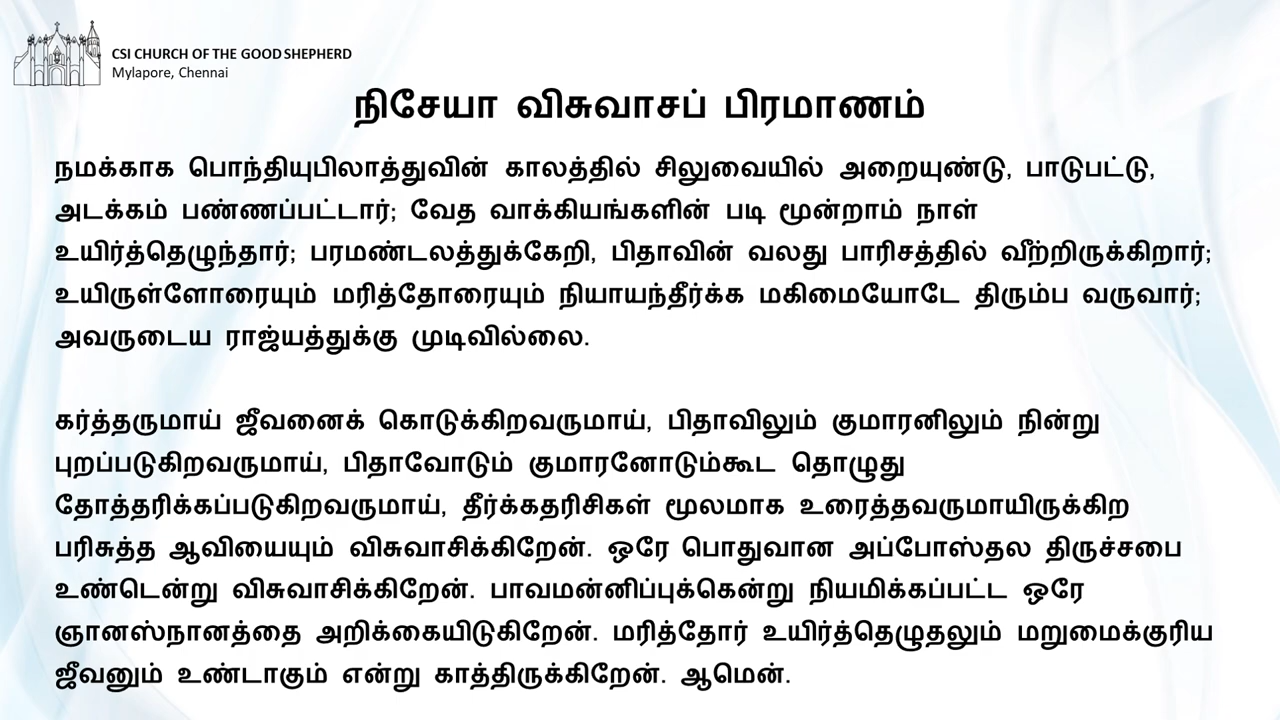 CSI CHURCH OF THE GOOD SHEPHERD
Mylapore, Chennai
நிசேயா விசுவாசப் பிரமாணம்
நமக்காக பொந்தியுபிலாத்துவின் காலத்தில் சிலுவையில் அறையுண்டு, பாடுபட்டு,
அடக்கம் பண்ணப்பட்டார்; வேத வாக்கியங்களின் படி மூன்றாம் நாள்
உயிர்த்தெழுந்தார்; பரமண்டலத்துக்கேறி, பிதாவின் வலது பாரிசத்தில் வீற்றிருக்கிறார்;
உயிருள்ளோரையும் மரித்தோரையும் நியாயந்தீர்க்க மகிமையோடே திரும்ப வருவார்;
அவருடைய ராஜ்யத்துக்கு முடிவில்லை.
கர்த்தருமாய் ஜீவனைக் கொடுக்கிறவருமாய், பிதாவிலும் குமாரனிலும் நின்று
புறப்படுகிறவருமாய், பிதாவோடும் குமாரனோடும்கூட தொழுது
தோத்தரிக்கப்படுகிறவருமாய், தீர்க்கதரிசிகள் மூலமாக உரைத்தவருமாயிருக்கிற
பரிசுத்த ஆவியையும் விசுவாசிக்கிறேன். ஒரே பொதுவான அப்போஸ்தல திருச்சபை
உண்டென்று விசுவாசிக்கிறேன். பாவமன்னிப்புக்கென்று நியமிக்கப்பட்ட ஒரே
ஞானஸ்நானத்தை அறிக்கையிடுகிறேன். மரித்தோர் உயிர்த்தெழுதலும் மறுமைக்குரிய
ஜீவனும் உண்டாகும் என்று காத்திருக்கிறேன். ஆமென்.